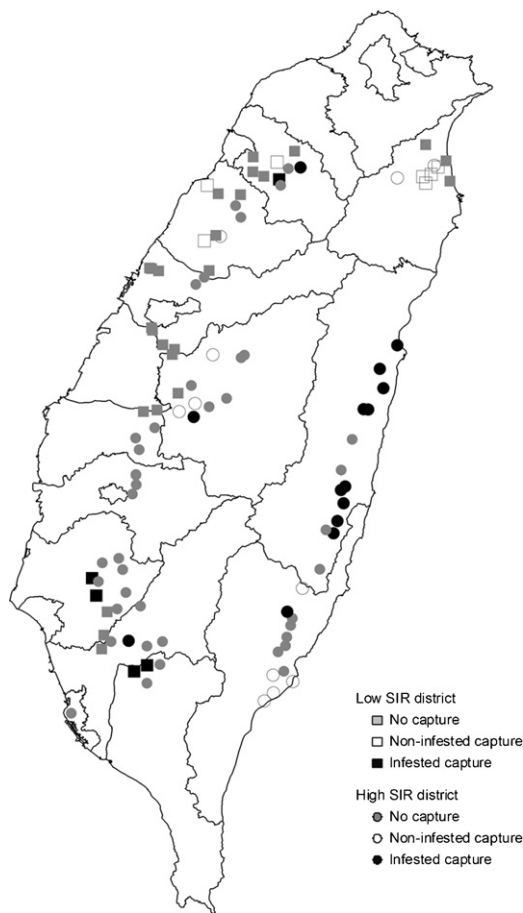 Low SIR district
No capture
Non-infested capture
Infested capture
High SIR district
No capture
Non-infested capture
Infested capture